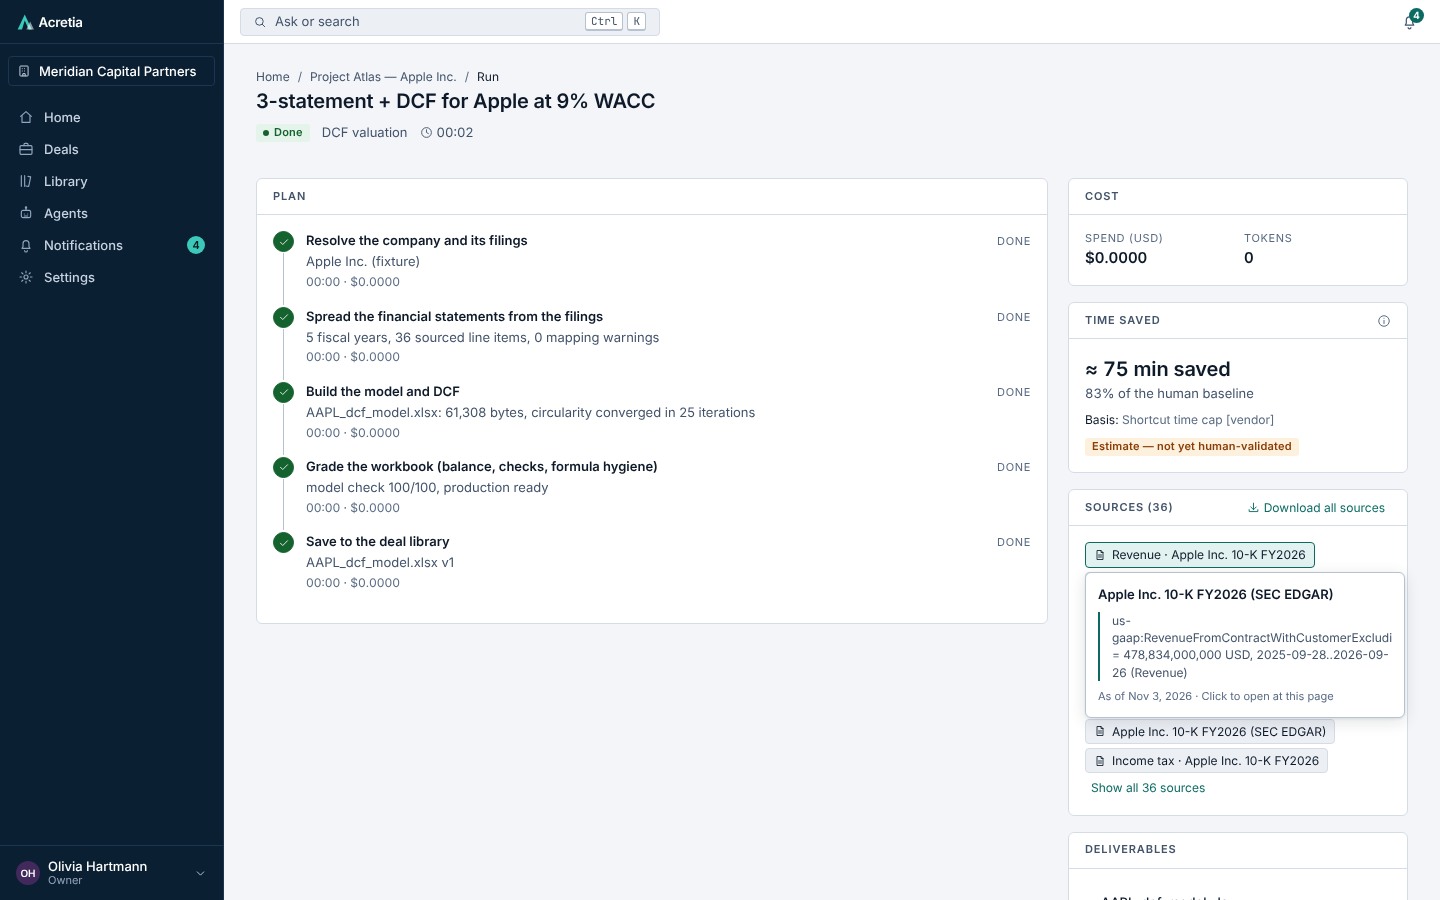 Acretia
Ask or search
Ctrl K
4
Meridian Capital Partners
Home
Deals
Library
Agents
Notifications 4
Settings
OH
Olivia Hartmann
Owner
Home / Project Atlas — Apple Inc. / Run
3-statement + DCF for Apple at 9% WACC
Done DCF valuation 00:02
PLAN
Resolve the company and its filings DONE
Apple Inc. (fixture)
00:00 · $0.0000
Spread the financial statements from the filings DONE
5 fiscal years, 36 sourced line items, 0 mapping warnings
00:00 · $0.0000
Build the model and DCF DONE
AAPL_dcf_model.xlsx: 61,308 bytes, circularity converged in 25 iterations
00:00 · $0.0000
Grade the workbook (balance, checks, formula hygiene) DONE
model check 100/100, production ready
00:00 · $0.0000
Save to the deal library DONE
AAPL_dcf_model.xlsx v1
00:00 · $0.0000
COST
SPEND (USD) TOKENS
$0.0000 0
TIME SAVED
≈ 75 min saved
83% of the human baseline
Basis: Shortcut time cap [vendor]
Estimate — not yet human-validated
SOURCES (36) Download all sources
Revenue · Apple Inc. 10-K FY2026
Apple Inc. 10-K FY2026 (SEC EDGAR)
us-
gaap:RevenueFromContractWithCustomerExcludi
= 478,834,000,000 USD, 2025-09-28..2026-09-
26 (Revenue)
As of Nov 3, 2026 · Click to open at this page
Apple Inc. 10-K FY2026 (SEC EDGAR)
Income tax · Apple Inc. 10-K FY2026
Show all 36 sources
DELIVERABLES